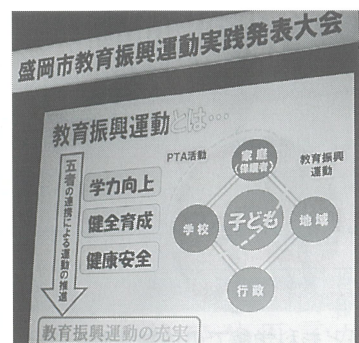 盛岡市教育振興運動実践発表大会
教育振興運動とは…
五者の連携による運動の推進
学力向上
健全育成
健康安全
PTA活動
家庭
(保護者)
教育振興
運動
学校
子ども
地域
行政
教育振興運動の充実